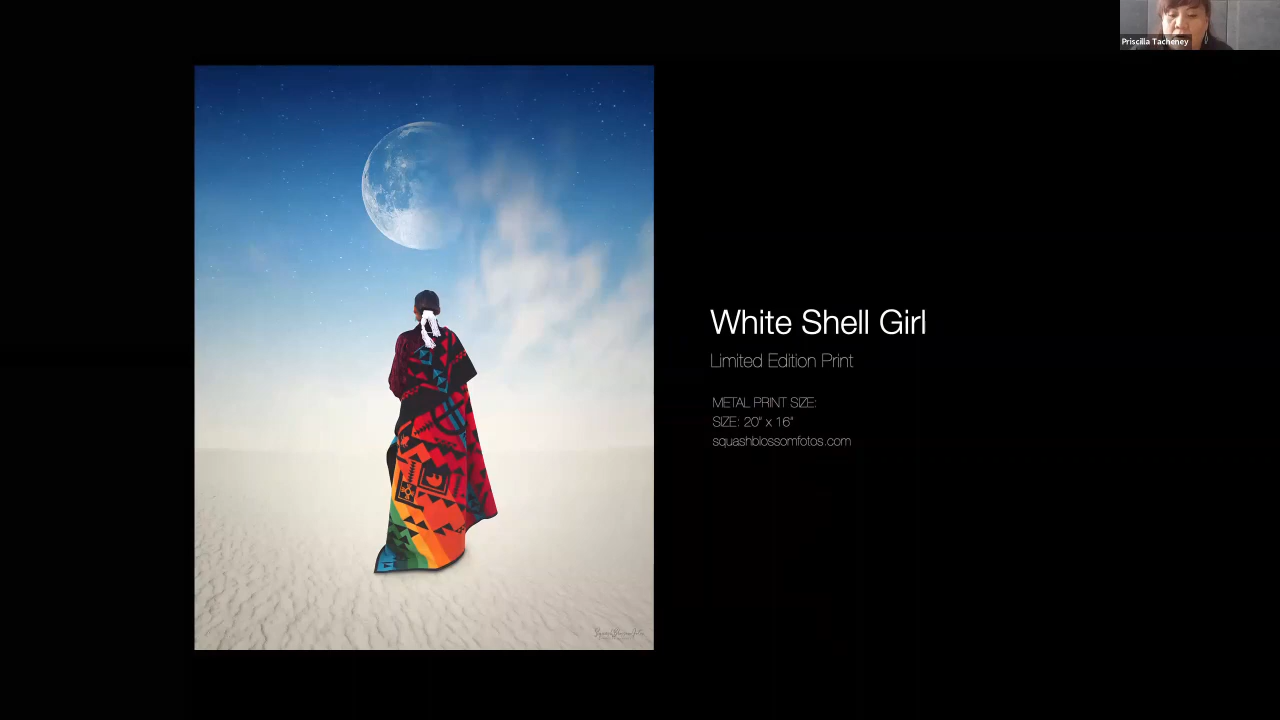 Priscilla Tacheney
White Shell Girl
Limited Edition Print
METAL PRINT SIZE:
SIZE: 20" x 16"
squashblossomfotos.com